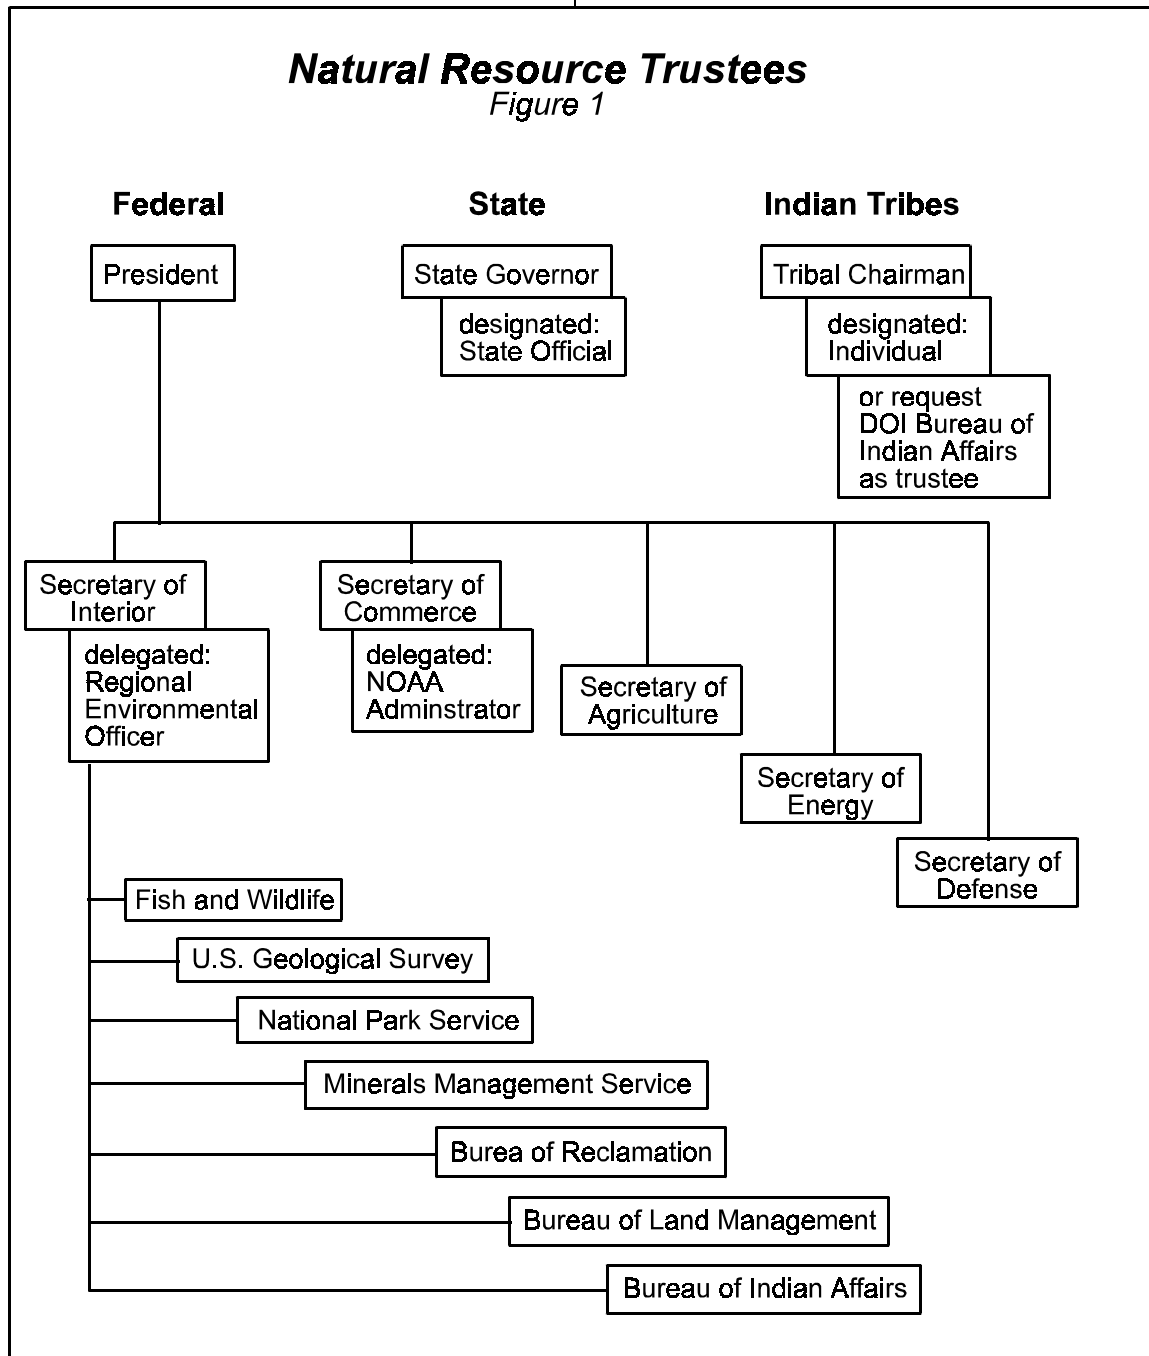 Natural Resource Trustees
Figure 1
Federal
State
Indian Tribes
President
State Governor
designated:
State Official
Tribal Chairman
designated:
Individual
or request
DOI Bureau of
Indian Affairs
as trustee
Secretary of
Interior
delegated:
Regional
Environmental
Officer
Secretary of
Commerce
delegated:
NOAA
Adminstrator
Secretary of
Agriculture
Secretary of
Energy
Secretary of
Defense
Fish and Wildlife
U.S. Geological Survey
National Park Service
Minerals Management Service
Burea of Reclamation
Bureau of Land Management
Bureau of Indian Affairs